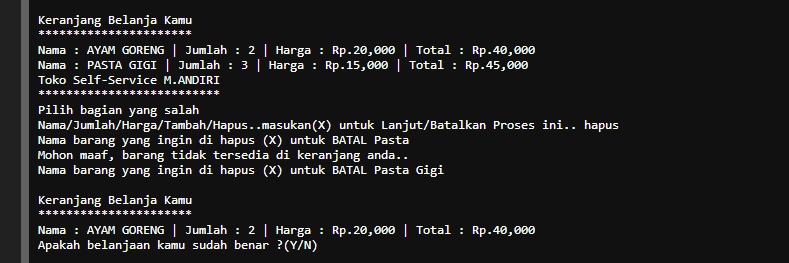 Keranjang Belanja Kamu
**********************
Nama : AYAM GORENG | Jumlah : 2 | Harga : Rp.20,000 | Total : Rp.40,000
Nama : PASTA GIGI | Jumlah : 3 | Harga : Rp.15,000 | Total : Rp.45,000
Toko Self-Service M.ANDIRI
**************************
Pilih bagian yang salah
Nama/Jumlah/Harga/Tambah/Hapus..masukan(X) untuk Lanjut/Batalkan Proses ini.. hapus
Nama barang yang ingin di hapus (X) untuk BATAL Pasta
Mohon maaf, barang tidak tersedia di keranjang anda..
Nama barang yang ingin di hapus (X) untuk BATAL Pasta Gigi
Keranjang Belanja Kamu
**********************
Nama : AYAM GORENG | Jumlah : 2 | Harga : Rp.20,000 | Total : Rp.40,000
Apakah belanjaan kamu sudah benar ?(Y/N)